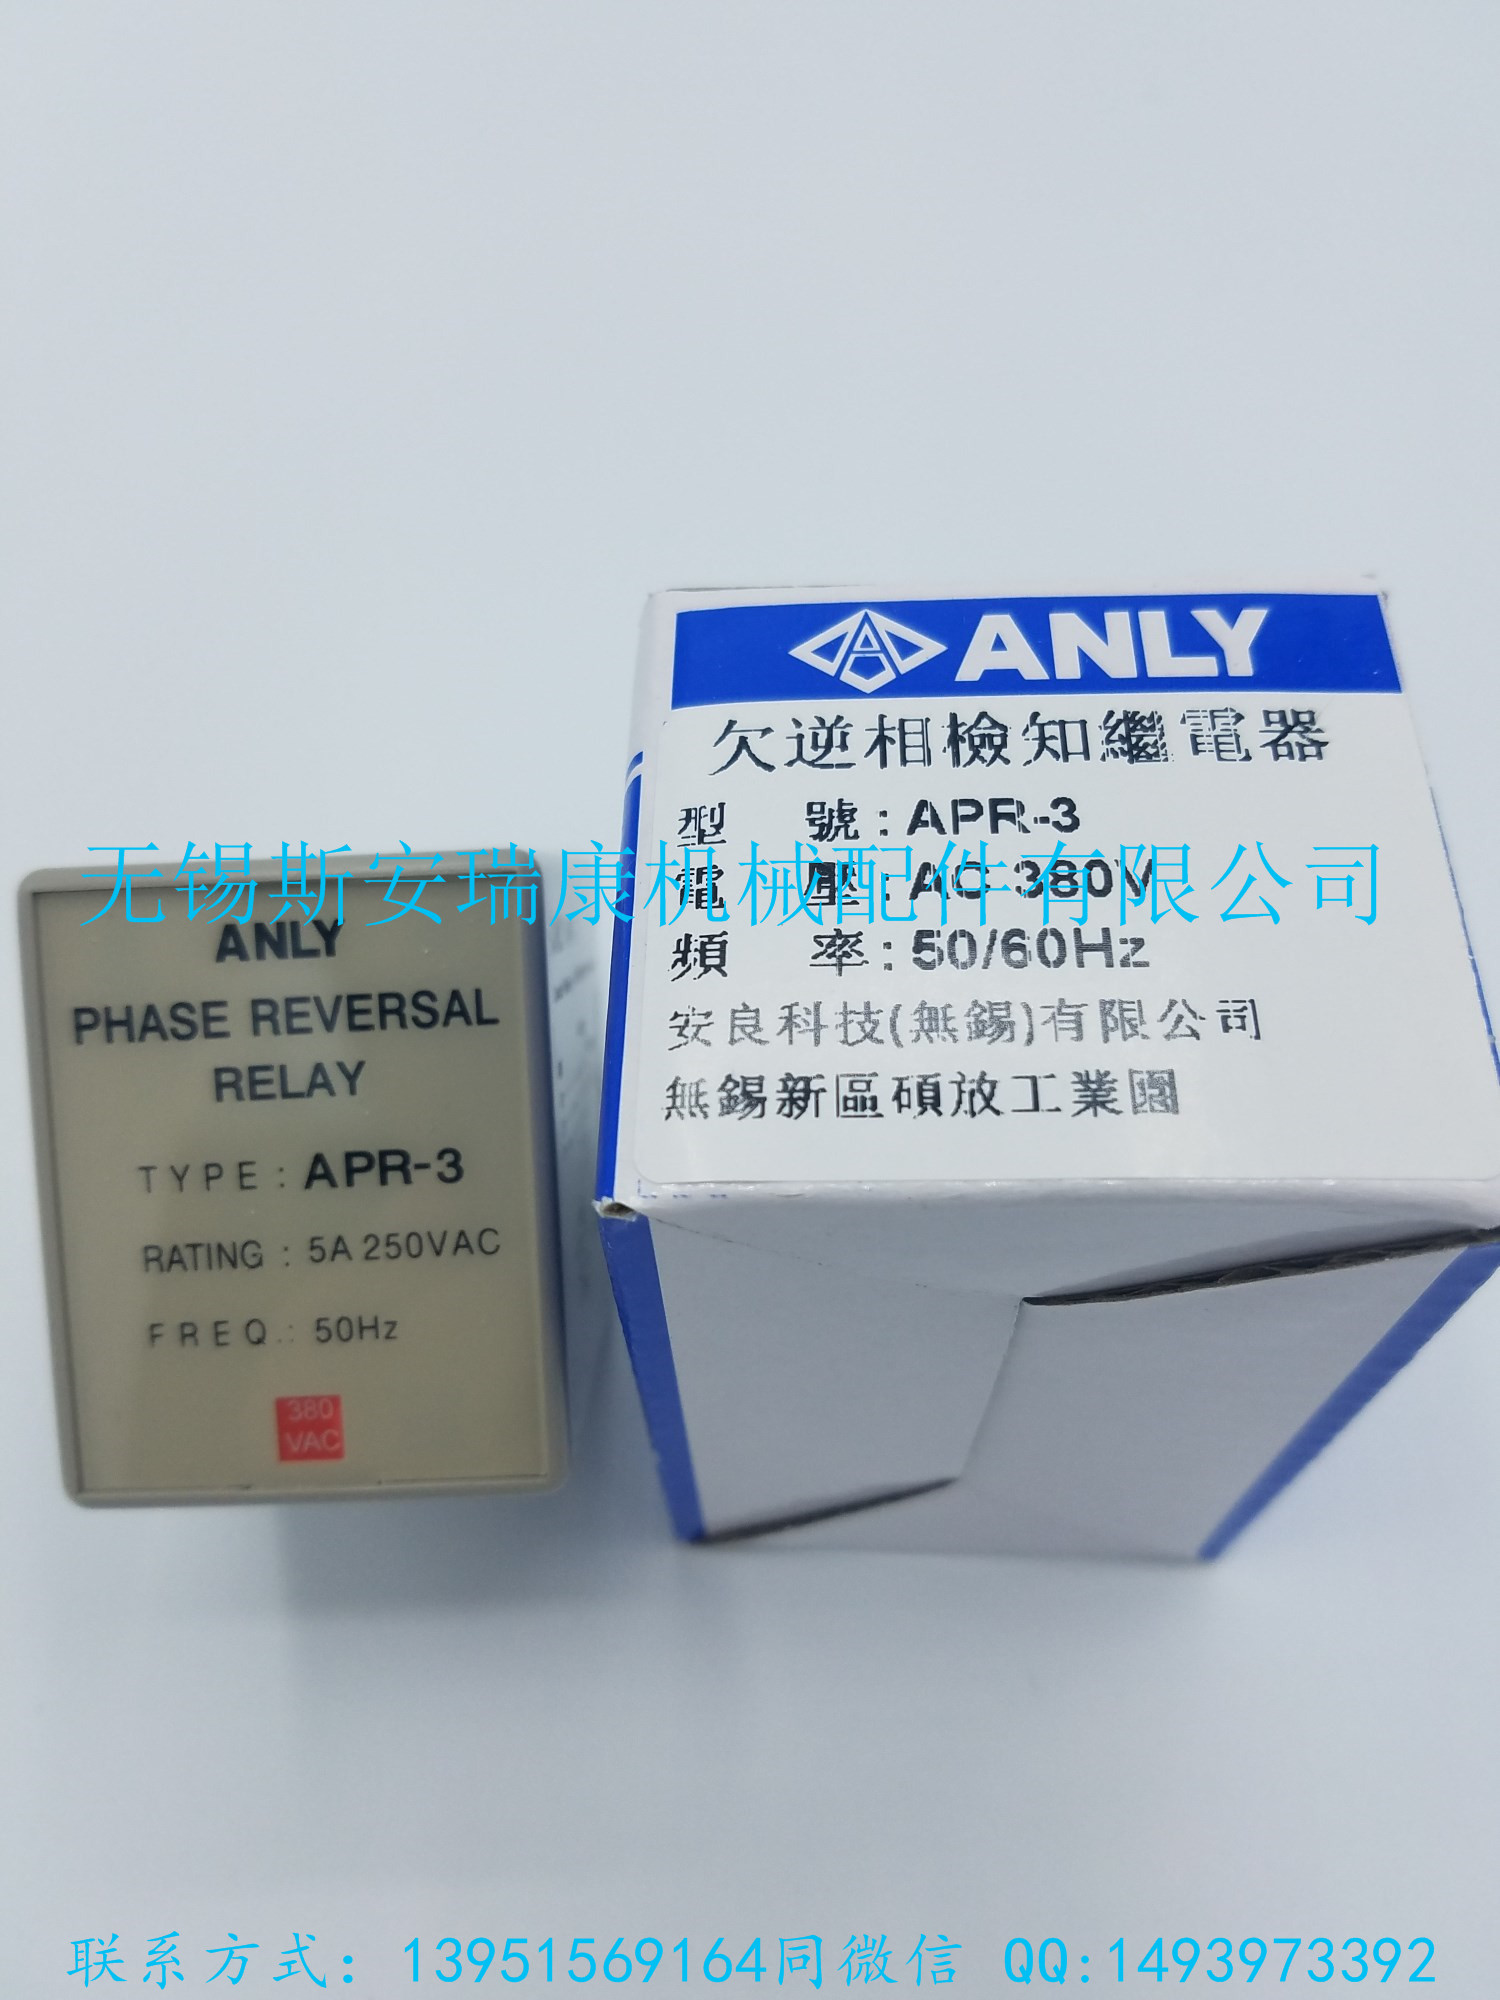 ANLY
欠逆相檢知繼電器
型 號:APR-3
電 壓:AC 380V
頻 率:50/60Hz
安良科技(無錫)有限公司
無錫新區碩放工業園
无锡斯安瑞康机械配件有限公司
ANLY
PHASE REVERSAL
RELAY
TYPE: APR-3
RATING: 5A 250VAC
FREQ.: 50Hz
380
VAC
联系方式：13951569164同微信 QQ:1493973392